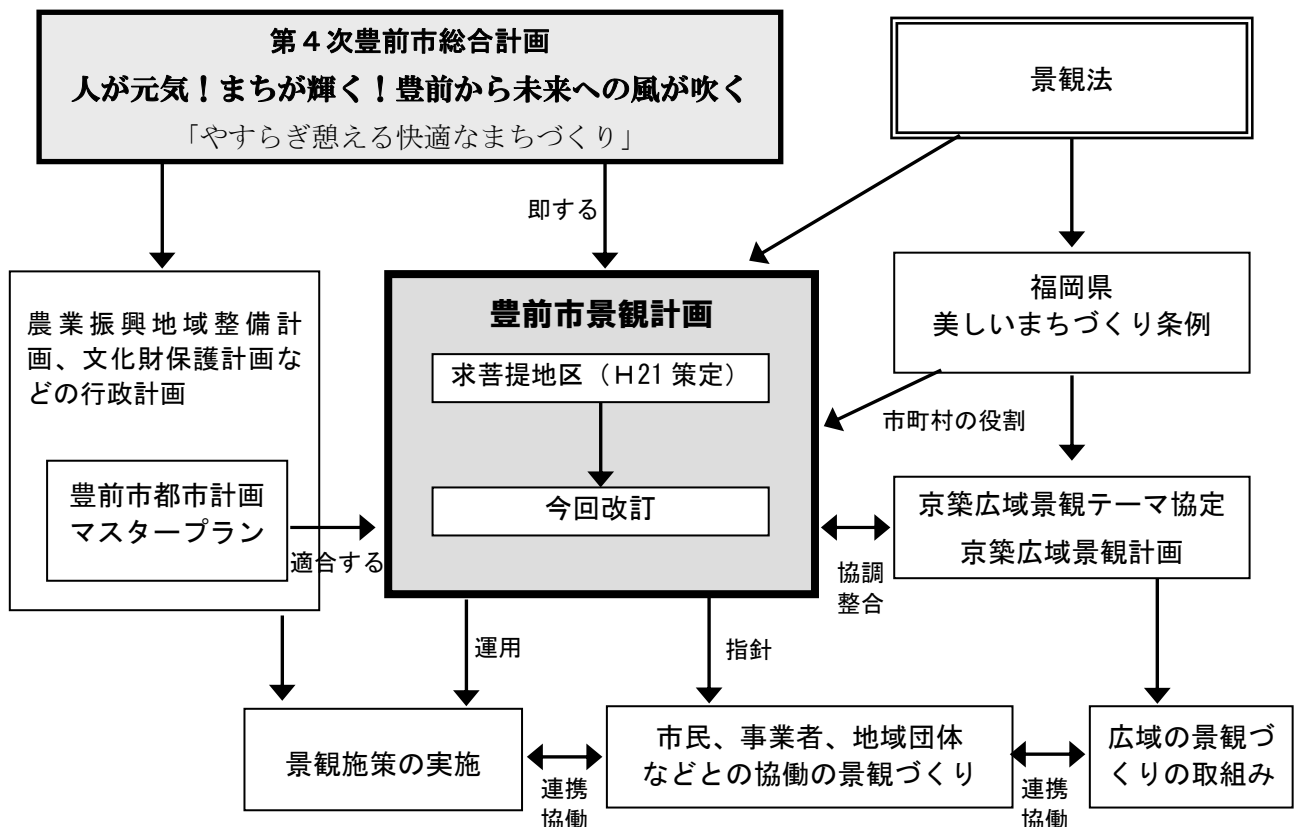 第４次豊前市総合計画
人が元気！まちが輝く！豊前から未来への風が吹く
「やすらぎ憩える快適なまちづくり」
景観法
即する
農業振興地域整備計
画、文化財保護計画な
どの行政計画
豊前市都市計画
マスタープラン
適合する
豊前市景観計画
求菩提地区（Ｈ21 策定）
今回改訂
福岡県
美しいまちづくり条例
市町村の役割
京築広域景観テーマ協定
京築広域景観計画
協調
整合
運用
指針
景観施策の実施
連携
協働
市民、事業者、地域団体
などとの協働の景観づくり
連携
協働
広域の景観づ
くりの取組み